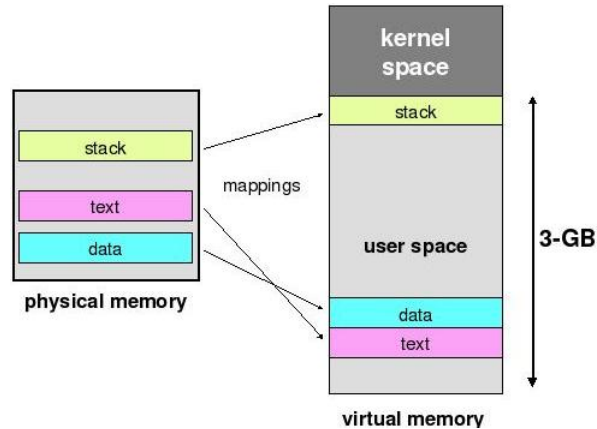 kernel
space
stack
stack
mappings
text
data
user space
3-GB
physical memory
data
text
virtual memory